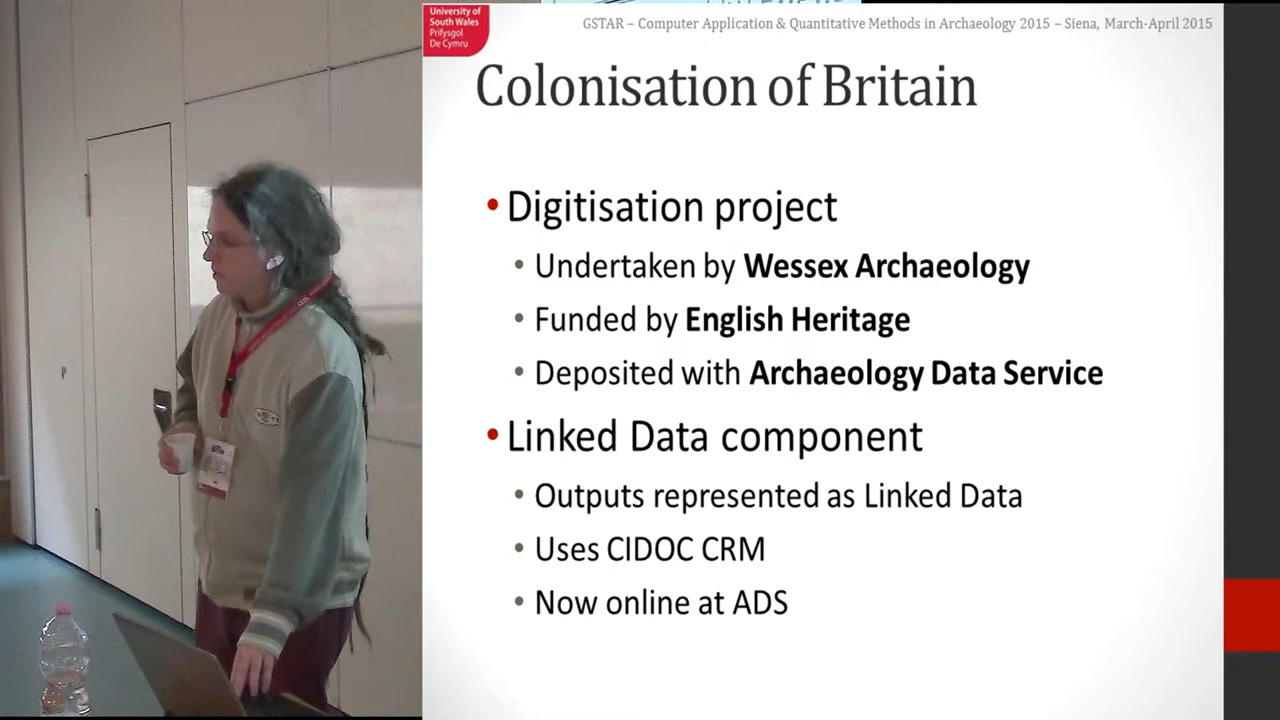 University of
South Wales
Prifysgol
De Cymru
GSTAR – Computer Application & Quantitative Methods in Archaeology 2015 – Siena, March-April 2015
Colonisation of Britain
• Digitisation project
• Undertaken by Wessex Archaeology
• Funded by English Heritage
• Deposited with Archaeology Data Service
• Linked Data component
• Outputs represented as Linked Data
• Uses CIDOC CRM
• Now online at ADS